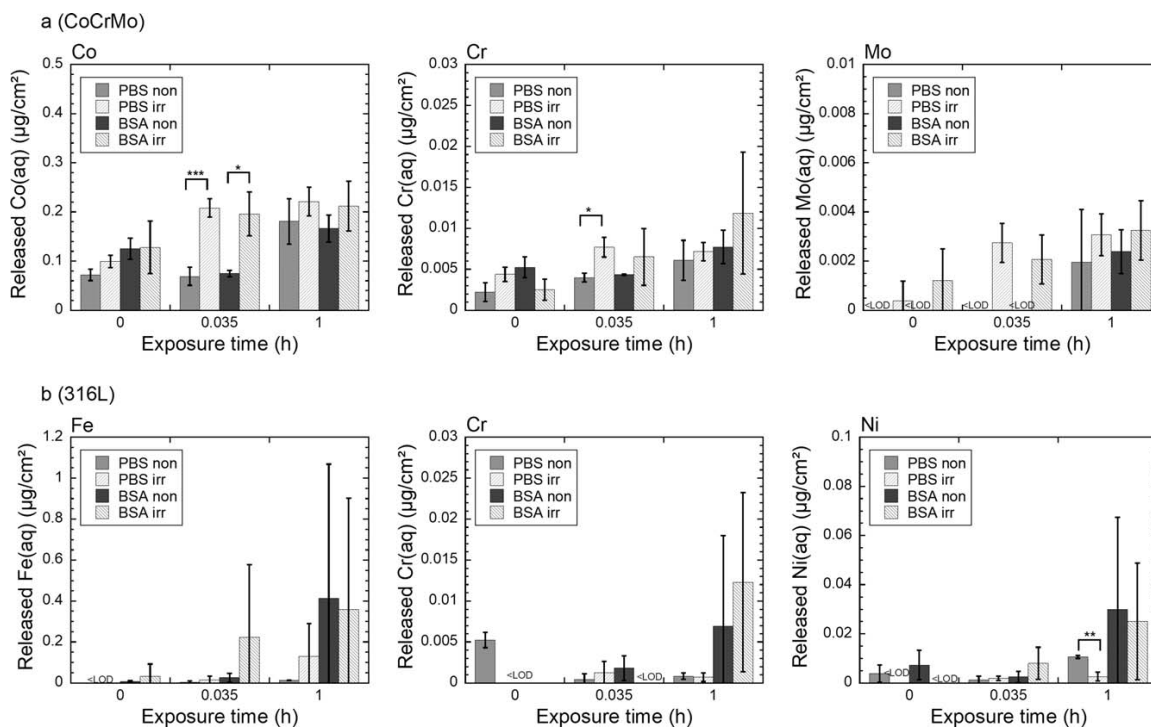 a (CoCrMo)
Co
Released Co(aq) (µg/cm²)
0.5
0.4
0.3
0.2
0.1
0
PBS non
PBS irr
BSA non
BSA irr
***
*
0
0.035
1
Exposure time (h)
Cr
Released Cr(aq) (µg/cm²)
0.03
0.025
0.02
0.015
0.01
0.005
0
PBS non
PBS irr
BSA non
BSA irr
*
0
0.035
1
Exposure time (h)
Mo
Released Mo(aq) (µg/cm²)
0.01
0.008
0.006
0.004
0.002
0
PBS non
PBS irr
BSA non
BSA irr
<LOD
<LOD
<LOD
<LOD
0
0.035
1
Exposure time (h)
b (316L)
Fe
Released Fe(aq) (µg/cm²)
1.2
1
0.8
0.6
0.4
0.2
0
PBS non
PBS irr
BSA non
BSA irr
<LOD
0
0.035
1
Exposure time (h)
Cr
Released Cr(aq) (µg/cm²)
0.03
0.025
0.02
0.015
0.01
0.005
0
PBS non
PBS irr
BSA non
BSA irr
<LOD
<LOD
0
0.035
1
Exposure time (h)
Ni
Released Ni(aq) (µg/cm²)
0.1
0.08
0.06
0.04
0.02
0
PBS non
PBS irr
BSA non
BSA irr
<LOD
<LOD
**
0
0.035
1
Exposure time (h)